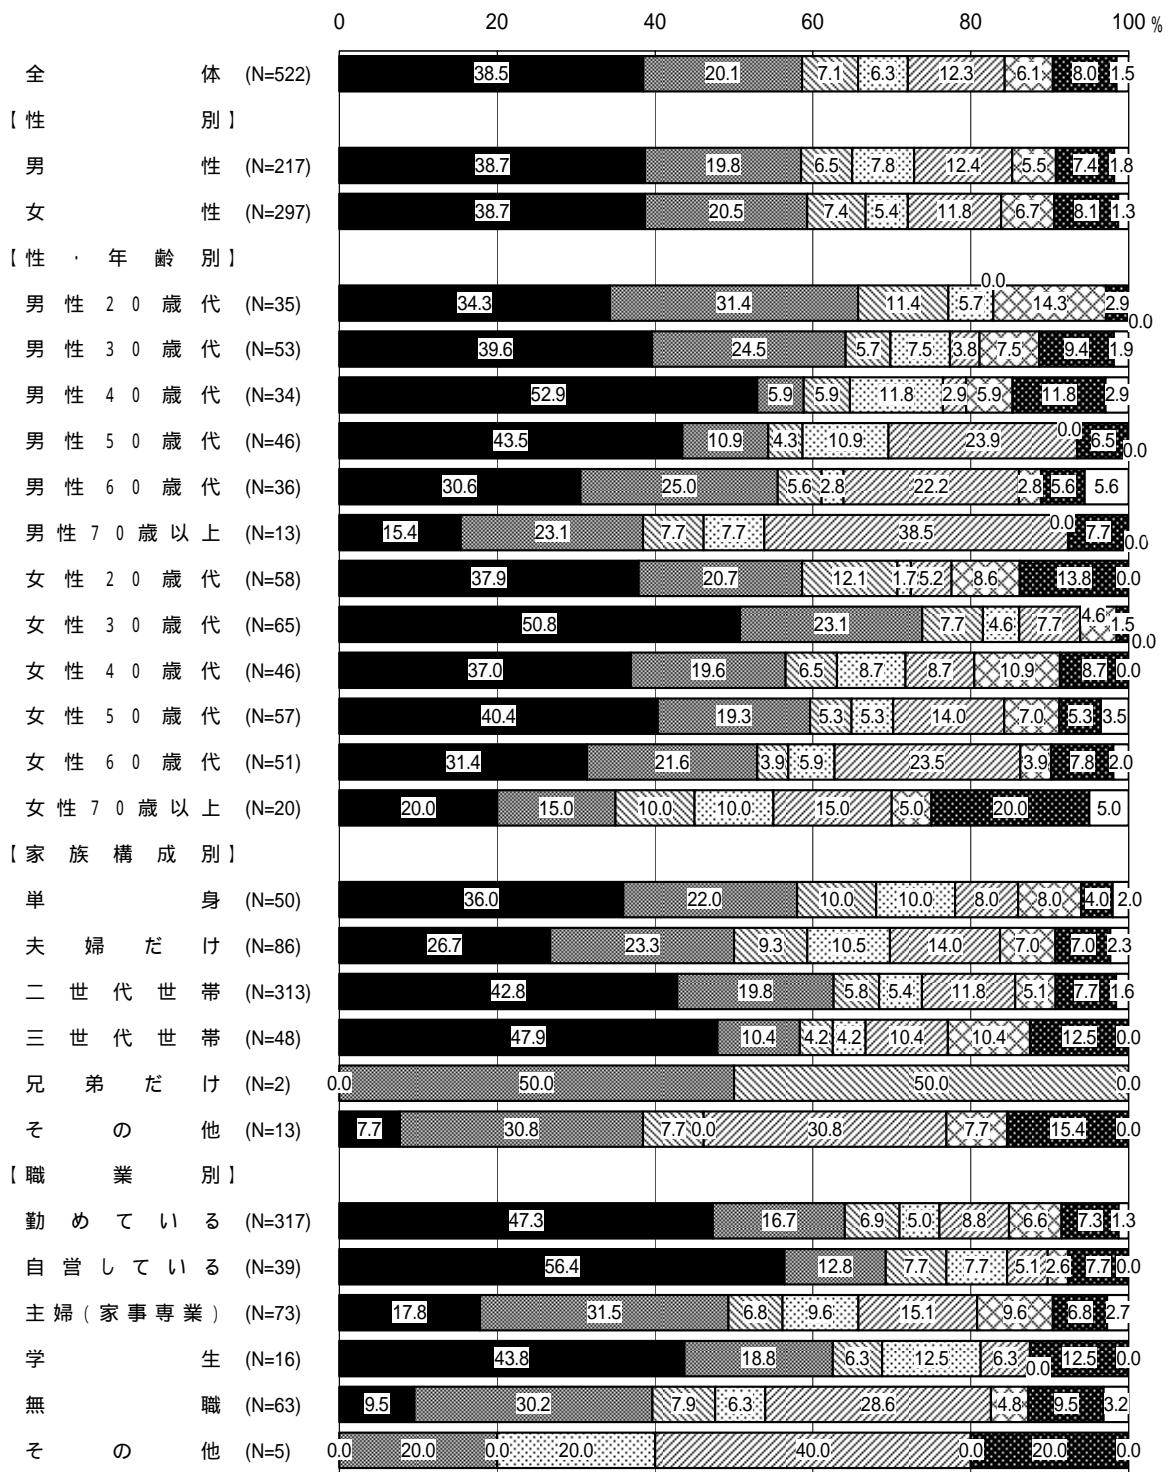 0 20 40 60 80 100 %
全体 (N=522) 38.5 20.1 7.1 6.3 12.3 6.1 8.0 1.5
【性別】
男性 (N=217) 38.7 19.8 6.5 7.8 12.4 5.5 7.4 1.8
女性 (N=297) 38.7 20.5 7.4 5.4 11.8 6.7 8.1 1.3
【性・年齢別】
男性20歳代 (N=35) 34.3 31.4 11.4 5.7 0.0 14.3 2.9 0.0
男性30歳代 (N=53) 39.6 24.5 5.7 7.5 3.8 7.5 9.4 1.9
男性40歳代 (N=34) 52.9 5.9 5.9 11.8 2.9 5.9 11.8 2.9
男性50歳代 (N=46) 43.5 10.9 4.3 10.9 23.9 0.0 6.5 0.0
男性60歳代 (N=36) 30.6 25.0 5.6 2.8 22.2 2.8 5.6 5.6
男性70歳以上 (N=13) 15.4 23.1 7.7 7.7 38.5 0.0 7.7 0.0
女性20歳代 (N=58) 37.9 20.7 12.1 1.7 5.2 8.6 13.8 0.0
女性30歳代 (N=65) 50.8 23.1 7.7 4.6 7.7 4.6 1.5 0.0
女性40歳代 (N=46) 37.0 19.6 6.5 8.7 8.7 10.9 8.7 0.0
女性50歳代 (N=57) 40.4 19.3 5.3 5.3 14.0 7.0 5.3 3.5
女性60歳代 (N=51) 31.4 21.6 3.9 5.9 23.5 3.9 7.8 2.0
女性70歳以上 (N=20) 20.0 15.0 10.0 10.0 15.0 5.0 20.0 5.0
【家族構成別】
単身 (N=50) 36.0 22.0 10.0 10.0 8.0 8.0 4.0 2.0
夫婦だけ (N=86) 26.7 23.3 9.3 10.5 14.0 7.0 7.0 2.3
二世代世帯 (N=313) 42.8 19.8 5.8 5.4 11.8 5.1 7.7 1.6
三世代世帯 (N=48) 47.9 10.4 4.2 4.2 10.4 10.4 12.5 0.0
兄弟だけ (N=2) 0.0 50.0 50.0 0.0
その他 (N=13) 7.7 30.8 7.7 0.0 30.8 7.7 15.4 0.0
【職業別】
勤めている (N=317) 47.3 16.7 6.9 5.0 8.8 6.6 7.3 1.3
自営している (N=39) 56.4 12.8 7.7 7.7 5.1 2.6 7.7 0.0
主婦(家事専業) (N=73) 17.8 31.5 6.8 9.6 15.1 9.6 6.8 2.7
学生 (N=16) 43.8 18.8 6.3 12.5 6.3 0.0 12.5 0.0
無職 (N=63) 9.5 30.2 7.9 6.3 28.6 4.8 9.5 3.2
その他 (N=5) 0.0 20.0 0.0 20.0 40.0 0.0 20.0 0.0